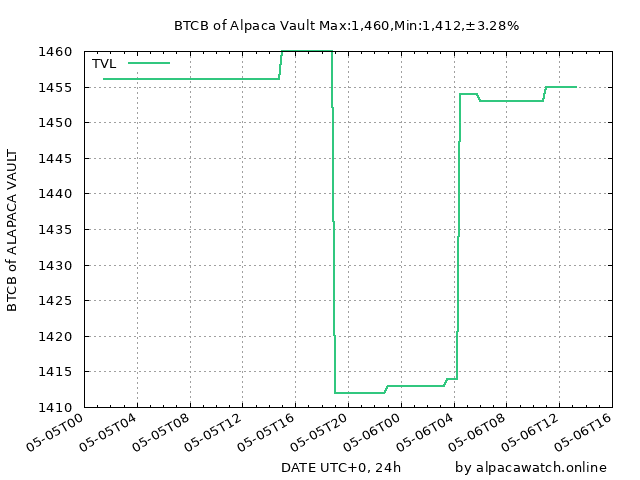 BTCB of Alpaca Vault Max:1,460,Min:1,412,±3.28%
TVL
1460
1455
1450
1445
1440
1435
1430
1425
1420
1415
1410
BTCB of ALAPACA VAULT
05-05T00
05-05T04
05-05T08
05-05T12
05-05T16
05-05T20
05-06T00
05-06T04
05-06T08
05-06T12
05-06T16
DATE UTC+0, 24h
by alpacawatch.online